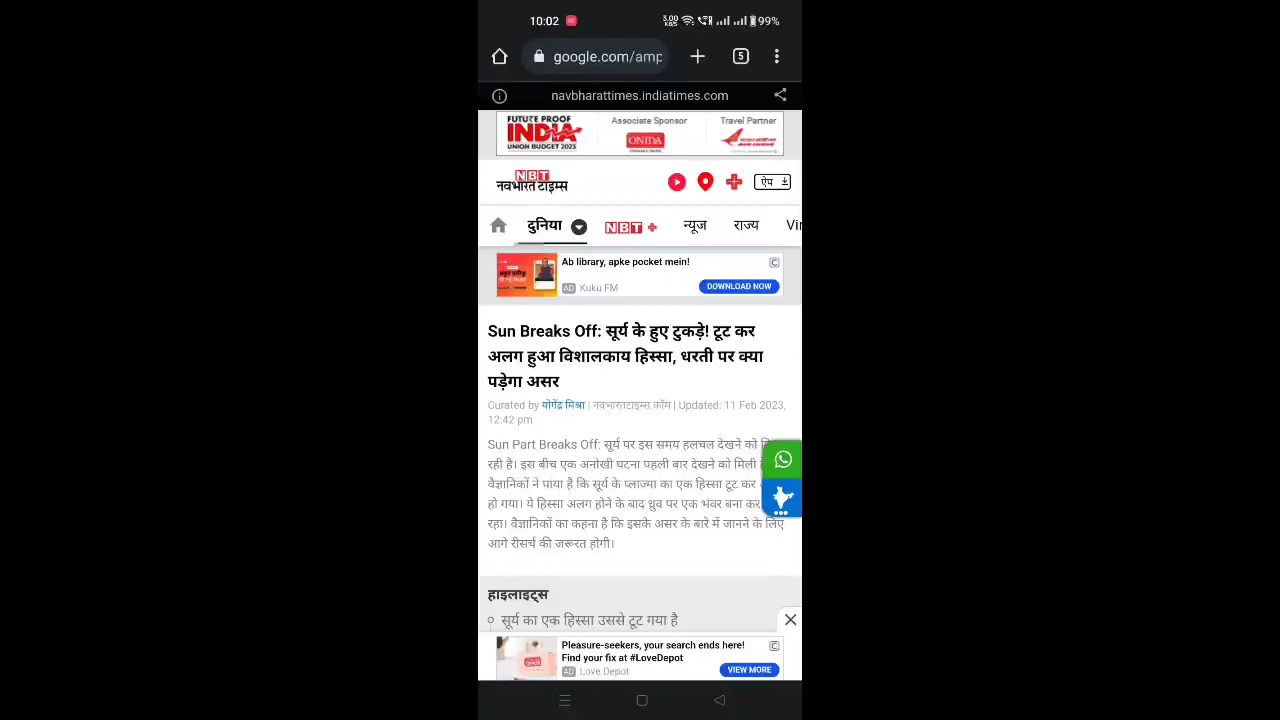 10:02
3.00 KB/S 99%
google.com/amp
5
navbharattimes.indiatimes.com
FUTURE PROOF
INDIA
UNION BUDGET 2023
Associate Sponsor
ONIDA
Travel Partner
NBT
नवभारत टाइम्स
ऐप
दुनिया NBT + न्यूज राज्य Vir
Ab library, apke pocket mein!
AD Kuku FM
DOWNLOAD NOW
Sun Breaks Off: सूर्य के हुए टुकड़े! टूट कर
अलग हुआ विशालकाय हिस्सा, धरती पर क्या
पड़ेगा असर
Curated by योगेंद्र मिश्रा | नवभारतटाइम्स.कॉम | Updated: 11 Feb 2023,
12:42 pm
Sun Part Breaks Off: सूर्य पर इस समय हलचल देखने को
रही है। इस बीच एक अनोखी घटना पहली बार देखने को मिली
वैज्ञानिकों ने पाया है कि सूर्य के प्लाज्मा का एक हिस्सा टूट कर
हो गया। ये हिस्सा अलग होने के बाद ध्रुव पर एक भंवर बना कर
रहा। वैज्ञानिकों का कहना है कि इसके असर के बारे में जानने के लिए
आगे रीसर्च की जरूरत होगी।
हाइलाइट्स
सूर्य का एक हिस्सा उससे टूट गया है
Pleasure-seekers, your search ends here!
Find your fix at #LoveDepot
AD Love Depot
VIEW MORE